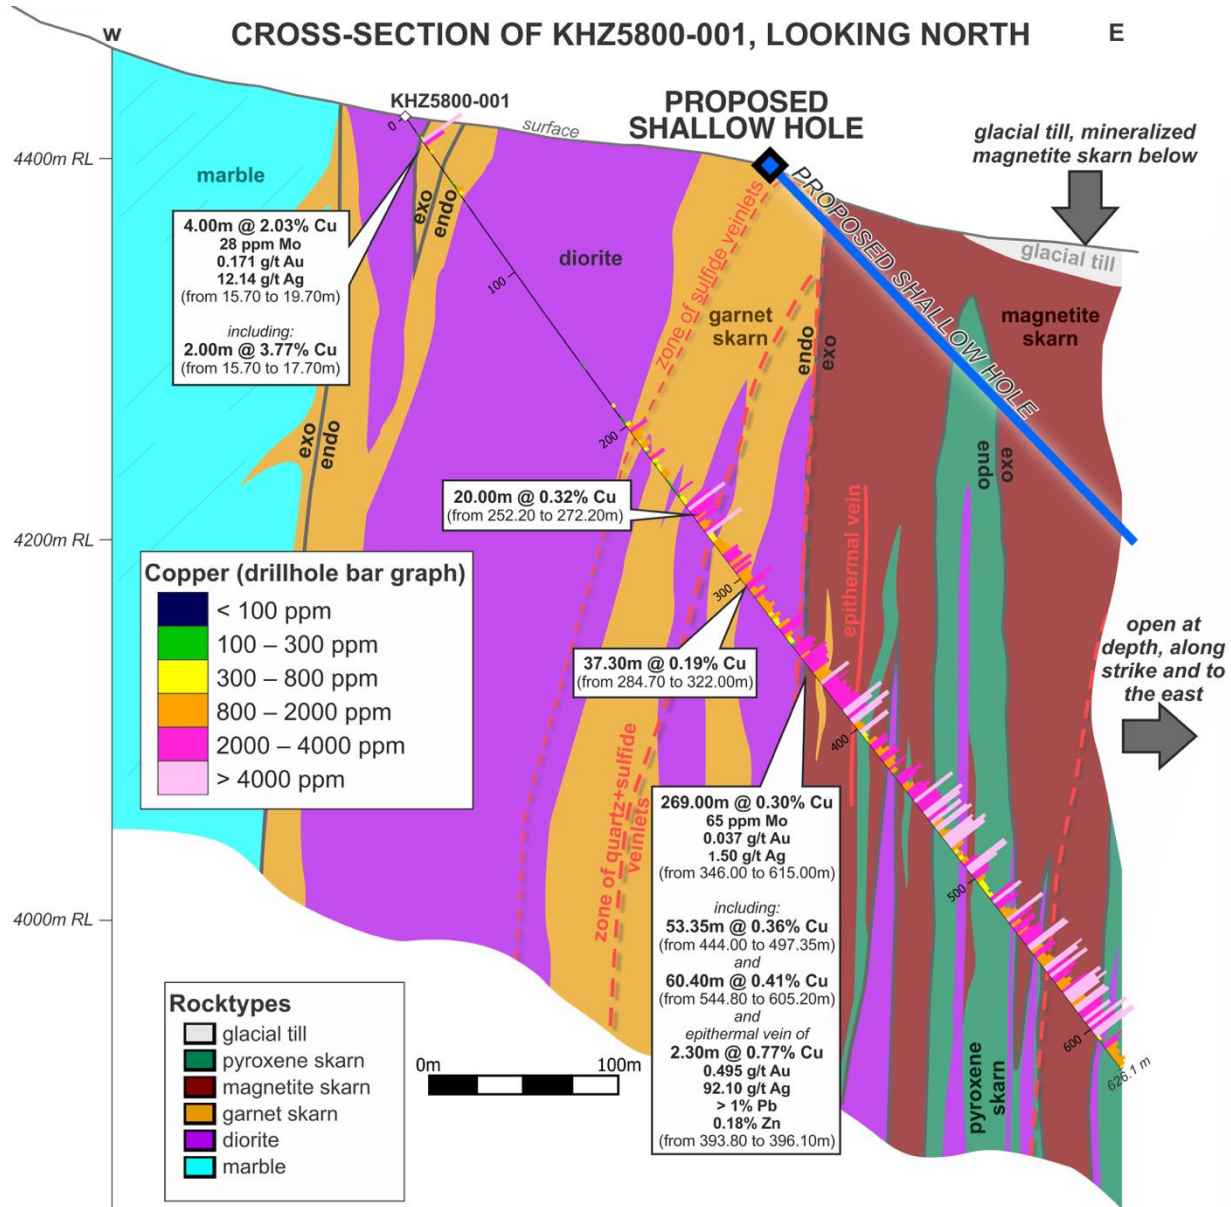 W
CROSS-SECTION OF KHZ5800-001, LOOKING NORTH
E
KHZ5800-001
0
surface
PROPOSED
SHALLOW HOLE
PROPOSED SHALLOW HOLE
glacial till, mineralized
magnetite skarn below
glacial till
4400m RL
marble
exo
endo
4.00m @ 2.03% Cu
28 ppm Mo
0.171 g/t Au
12.14 g/t Ag
(from 15.70 to 19.70m)
including:
2.00m @ 3.77% Cu
(from 15.70 to 17.70m)
diorite
100
zone of sulfide veinlets
garnet
skarn
endo
exo
magnetite
skarn
exo
endo
exo
endo
200
20.00m @ 0.32% Cu
(from 252.20 to 272.20m)
epithermal vein
4200m RL
Copper (drillhole bar graph)
< 100 ppm
100 – 300 ppm
300 – 800 ppm
800 – 2000 ppm
2000 – 4000 ppm
> 4000 ppm
300
37.30m @ 0.19% Cu
(from 284.70 to 322.00m)
open at
depth, along
strike and to
the east
400
zone of quartz+sulfide
veinlets
269.00m @ 0.30% Cu
65 ppm Mo
0.037 g/t Au
1.50 g/t Ag
(from 346.00 to 615.00m)
including:
53.35m @ 0.36% Cu
(from 444.00 to 497.35m)
and
60.40m @ 0.41% Cu
(from 544.80 to 605.20m)
and
epithermal vein of
2.30m @ 0.77% Cu
0.495 g/t Au
92.10 g/t Ag
> 1% Pb
0.18% Zn
(from 393.80 to 396.10m)
500
4000m RL
600
626.1 m
pyroxene
skarn
Rocktypes
glacial till
pyroxene skarn
magnetite skarn
garnet skarn
diorite
marble
0m
100m